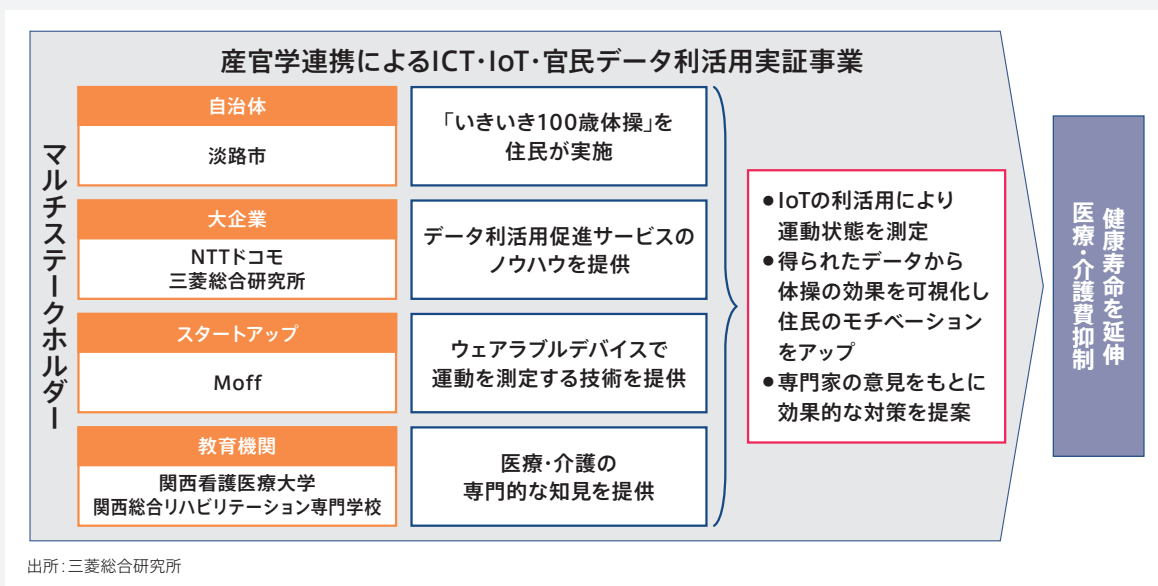 産官学連携によるICT・IoT・官民データ利活用実証事業
マルチステークホルダー
自治体
淡路市
「いきいき100歳体操」を
住民が実施
大企業
NTTドコモ
三菱総合研究所
データ利活用促進サービスの
ノウハウを提供
スタートアップ
Moff
ウェアラブルデバイスで
運動を測定する技術を提供
教育機関
関西看護医療大学
関西総合リハビリテーション専門学校
医療・介護の
専門的な知見を提供
●IoTの利活用により
運動状態を測定
●得られたデータから
体操の効果を可視化し
住民のモチベーション
をアップ
●専門家の意見をもとに
効果的な対策を提案
健康寿命を延伸
医療・介護費抑制
出所:三菱総合研究所